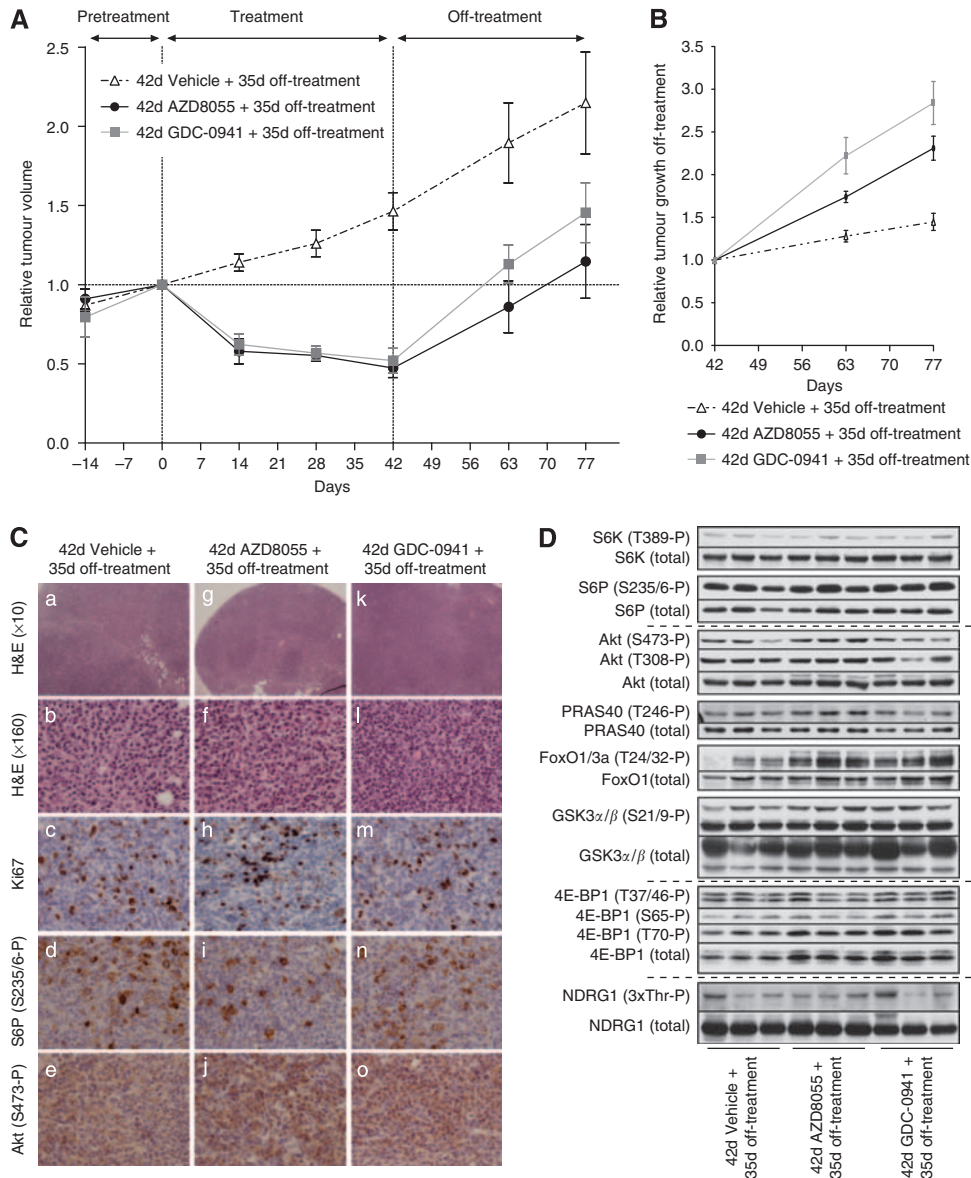 A
Pretreatment
Treatment
Off-treatment
Relative tumour volume
2.5
2.0
1.5
1.0
0.5
0.0
42d Vehicle + 35d off-treatment
42d AZD8055 + 35d off-treatment
42d GDC-0941 + 35d off-treatment
–14 –7 0 7 14 21 28 35 42 49 56 63 70 77
Days
B
Relative tumour growth off-treatment
3.5
3.0
2.5
2.0
1.5
1.0
0.5
0.0
42 49 56 63 70 77
Days
42d Vehicle + 35d off-treatment
42d AZD8055 + 35d off-treatment
42d GDC-0941 + 35d off-treatment
C
42d Vehicle +
35d off-treatment
42d AZD8055 +
35d off-treatment
42d GDC-0941 +
35d off-treatment
H&E (×10)
a
g
k
H&E (×160)
b
f
l
Ki67
c
h
m
S6P (S235/6-P)
d
i
n
Akt (S473-P)
e
j
o
D
S6K (T389-P)
S6K (total)
S6P (S235/6-P)
S6P (total)
Akt (S473-P)
Akt (T308-P)
Akt (total)
PRAS40 (T246-P)
PRAS40 (total)
FoxO1/3a (T24/32-P)
FoxO1(total)
GSK3α/β (S21/9-P)
GSK3α/β (total)
4E-BP1 (T37/46-P)
4E-BP1 (S65-P)
4E-BP1 (T70-P)
4E-BP1 (total)
NDRG1 (3xThr-P)
NDRG1 (total)
42d Vehicle +
35d off-treatment
42d AZD8055 +
35d off-treatment
42d GDC-0941 +
35d off-treatment